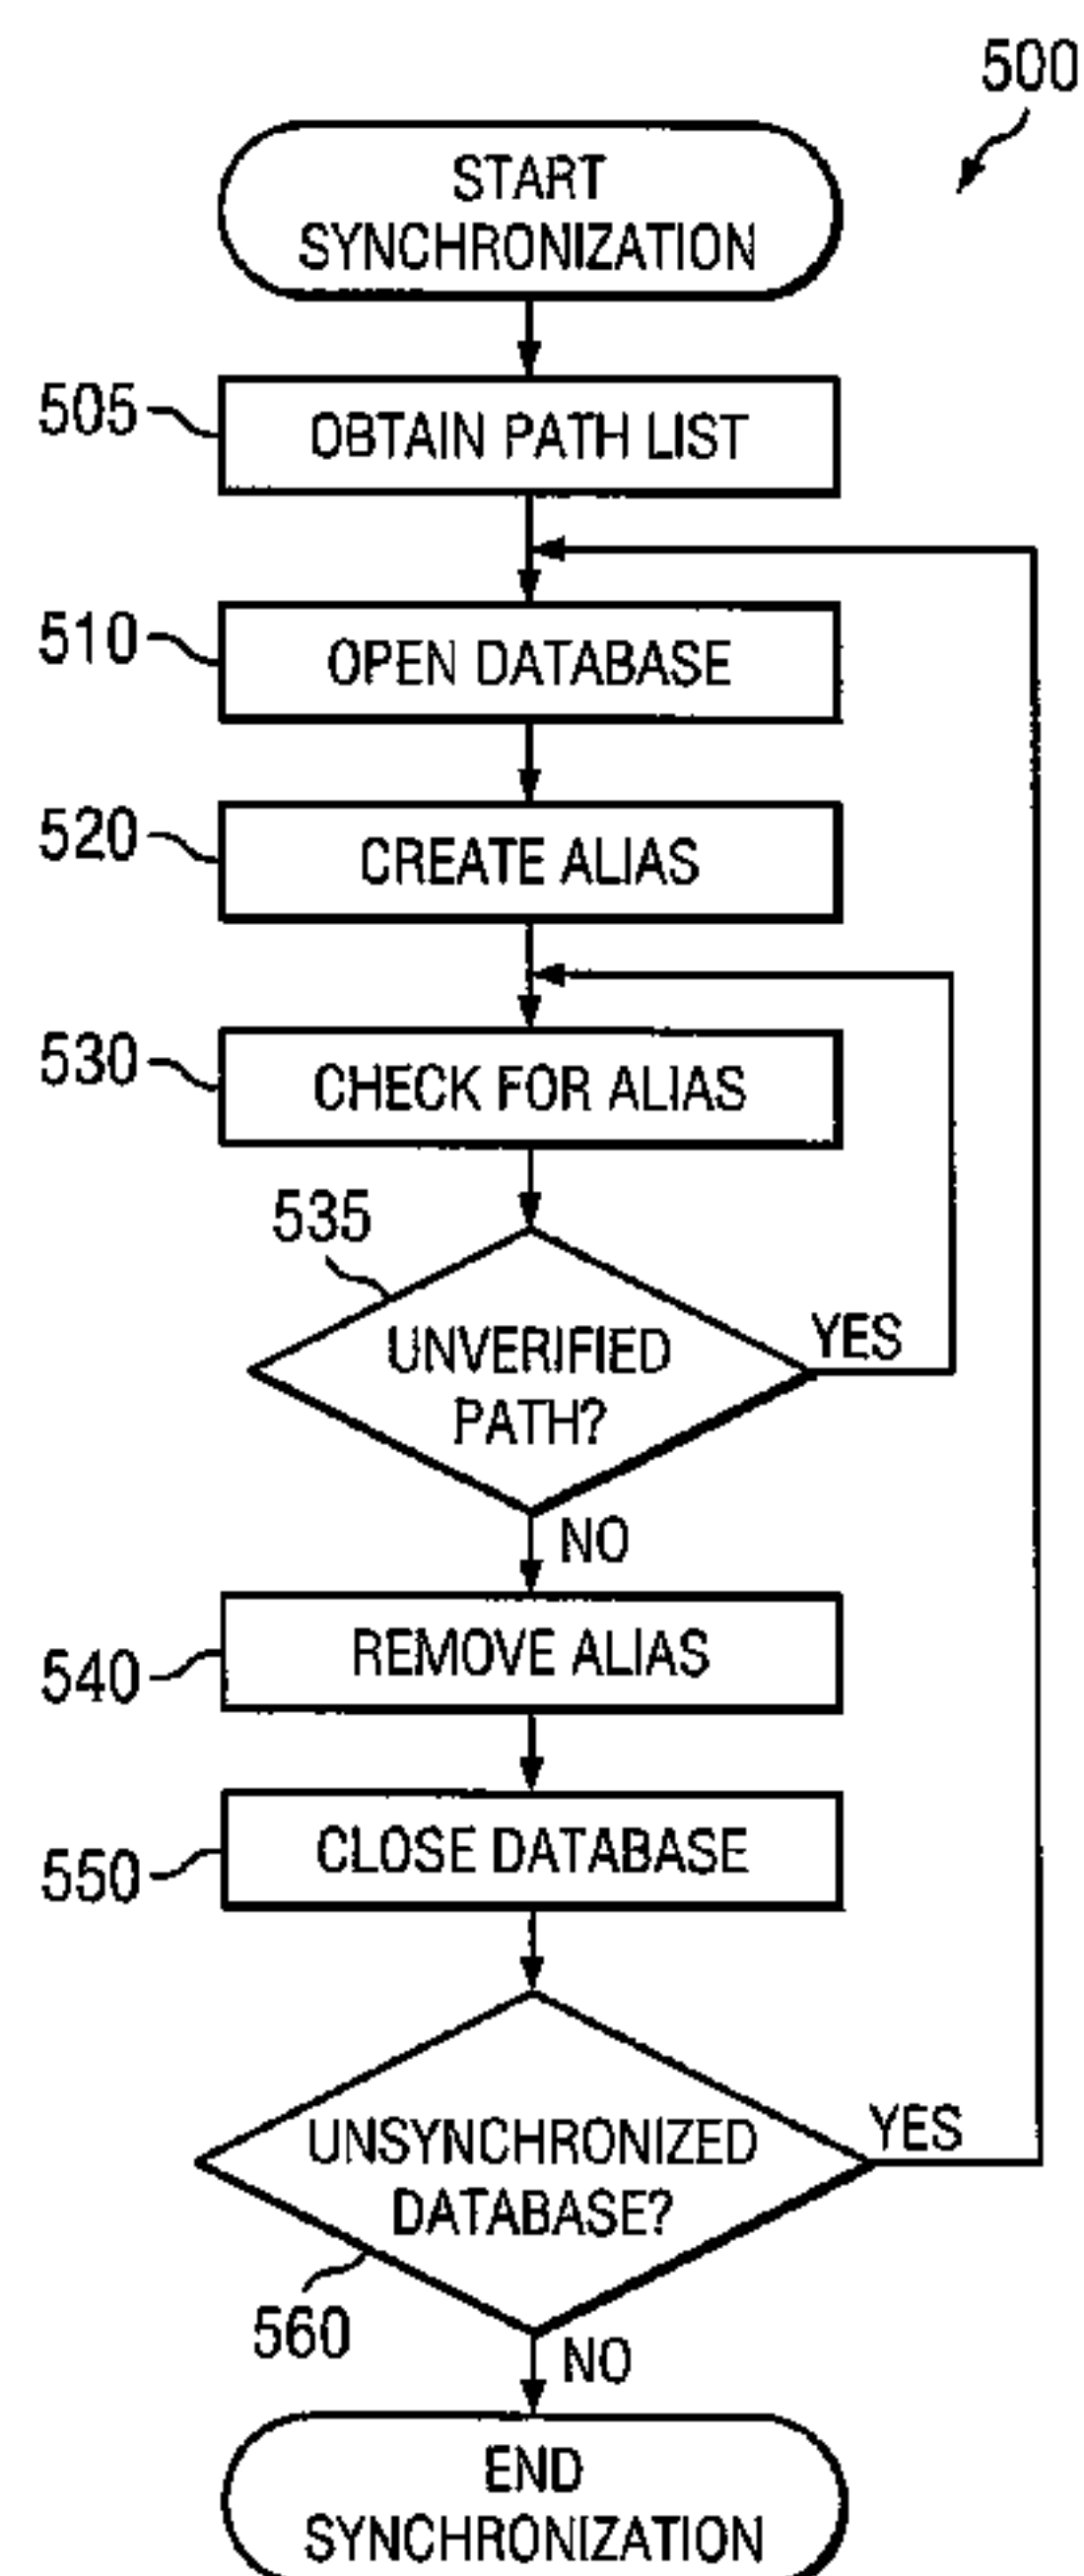 500
START
SYNCHRONIZATION
505
OBTAIN PATH LIST
510
OPEN DATABASE
520
CREATE ALIAS
530
CHECK FOR ALIAS
535
UNVERIFIED
PATH?
YES
NO
540
REMOVE ALIAS
550
CLOSE DATABASE
UNSYNCHRONIZED
DATABASE?
YES
560
NO
END
SYNCHRONIZATION